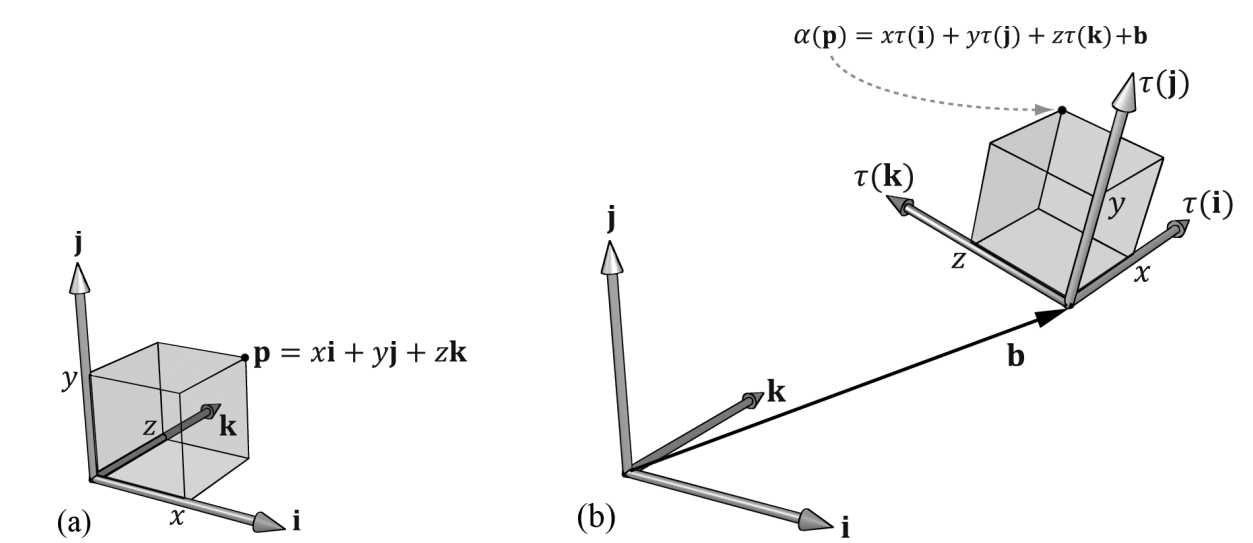 α(p) = xτ(i) + yτ(j) + zτ(k)+b
τ(j)
τ(k)
τ(i)
y
z
x
j
j
p = xi + yj + zk
y
z
k
b
k
x
i
i
(a)
(b)